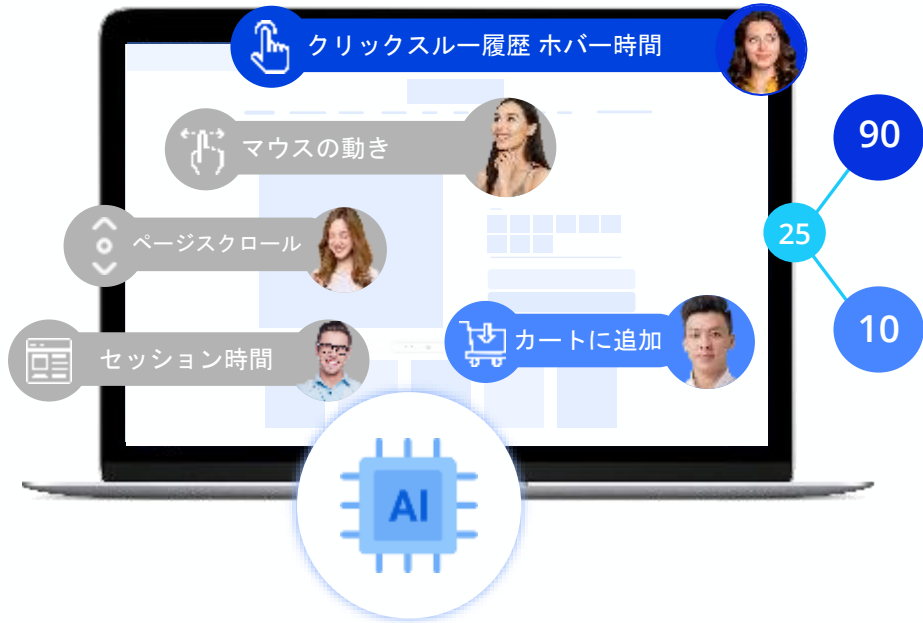 クリックスルー履歴 ホバー時間
マウスの動き
90
ページスクロール
25
セッション時間
カートに追加
10
AI